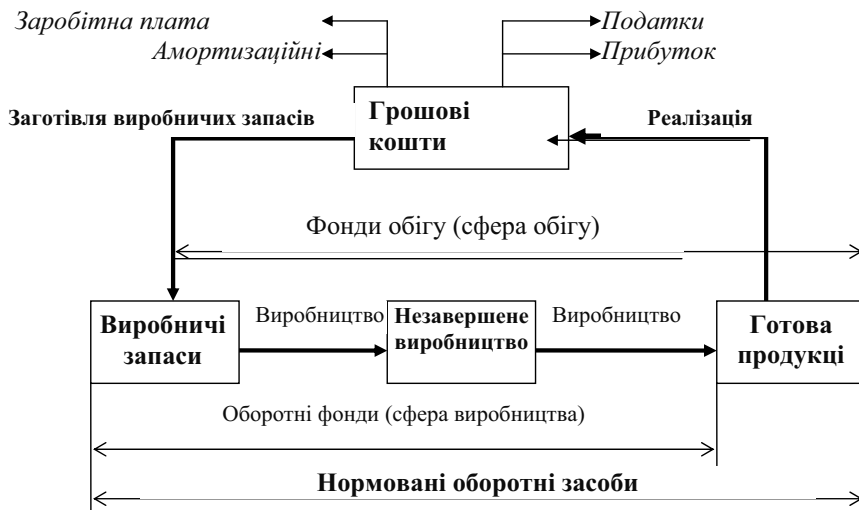 Заробітна плата
Податки
Амортизаційні
Прибуток
Заготівля виробничих запасів
Грошові
кошти
Реалізація
Фонди обігу (сфера обігу)
Виробничі
запаси
Виробництво
Незавершене
виробництво
Виробництво
Готова
продукці
Оборотні фонди (сфера виробництва)
Нормовані оборотні засоби